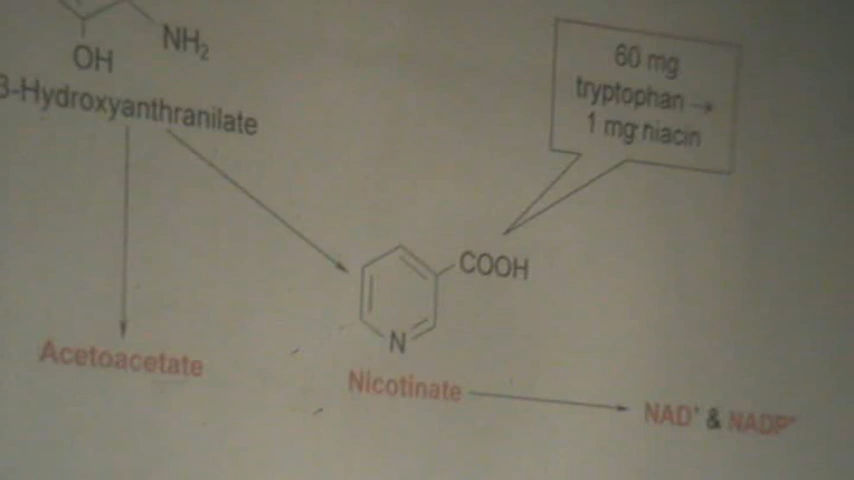 NH₂
OH
3-Hydroxyanthranilate
60 mg
tryptophan →
1 mg niacin
COOH
N
Acetoacetate
Nicotinate
NAD⁺ & NADP⁺